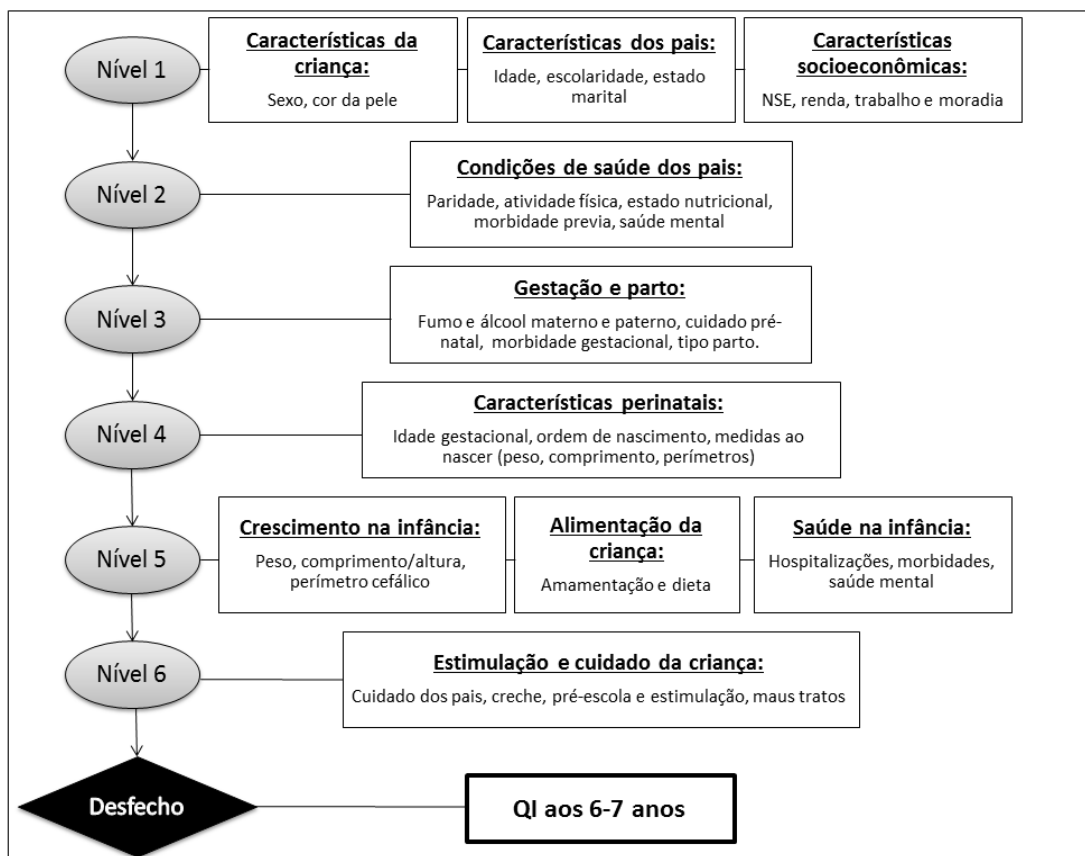 Nível 1
Características da
criança:
Sexo, cor da pele
Características dos pais:
Idade, escolaridade, estado
marital
Características
socioeconômicas:
NSE, renda, trabalho e moradia
Nível 2
Condições de saúde dos pais:
Paridade, atividade física, estado nutricional,
morbidade previa, saúde mental
Nível 3
Gestação e parto:
Fumo e álcool materno e paterno, cuidado pré-
natal, morbidade gestacional, tipo parto.
Nível 4
Características perinatais:
Idade gestacional, ordem de nascimento, medidas ao
nascer (peso, comprimento, perímetros)
Nível 5
Crescimento na infância:
Peso, comprimento/altura,
perímetro cefálico
Alimentação da
criança:
Amamentação e dieta
Saúde na infância:
Hospitalizações, morbidades,
saúde mental
Nível 6
Estimulação e cuidado da criança:
Cuidado dos pais, creche, pré-escola e estimulação, maus tratos
Desfecho
QI aos 6-7 anos